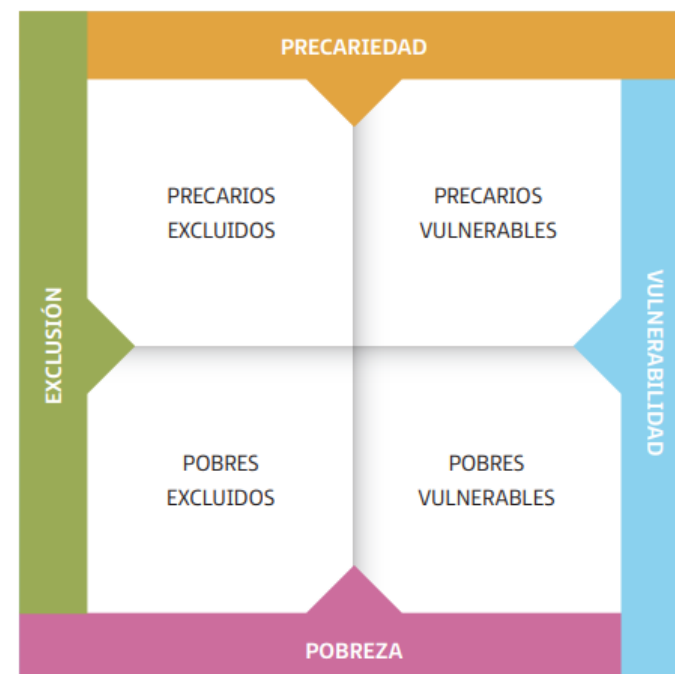 PRECARIEDAD
PRECARIOS
EXCLUIDOS
PRECARIOS
VULNERABLES
EXCLUSIÓN
VULNERABILIDAD
POBRES
EXCLUIDOS
POBRES
VULNERABLES
POBREZA